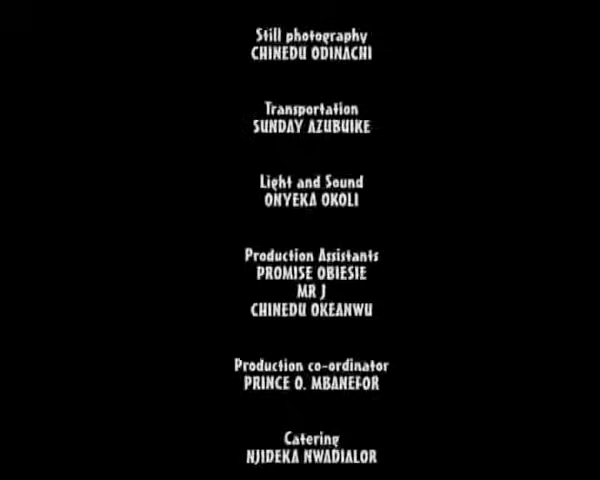 Still photography
CHINEDU ODINACHI
Transportation
SUNDAY AZUBUIKE
Light and Sound
ONYEKA OKOLI
Production Assistants
PROMISE OBIESIE
MR J
CHINEDU OKEANWU
Production co-ordinator
PRINCE O. MBANEFOR
Catering
NJIDEKA NWADIALOR